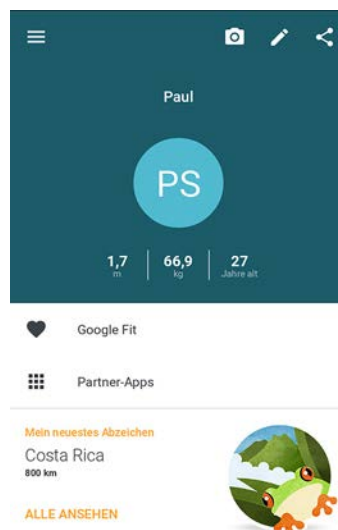 Paul
PS
1,7 66,9 27
m kg Jahre alt
Google Fit
Partner-Apps
Mein neuestes Abzeichen
Costa Rica
800 km
ALLE ANSEHEN